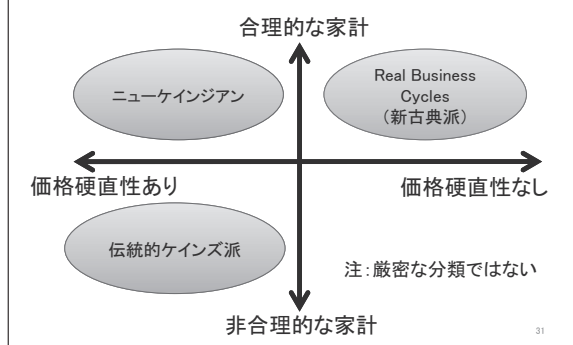 合理的な家計
ニューケインジアン
Real Business
Cycles
(新古典派)
価格硬直性あり
価格硬直性なし
伝統的ケインズ派
注：厳密な分類ではない
非合理的な家計
31